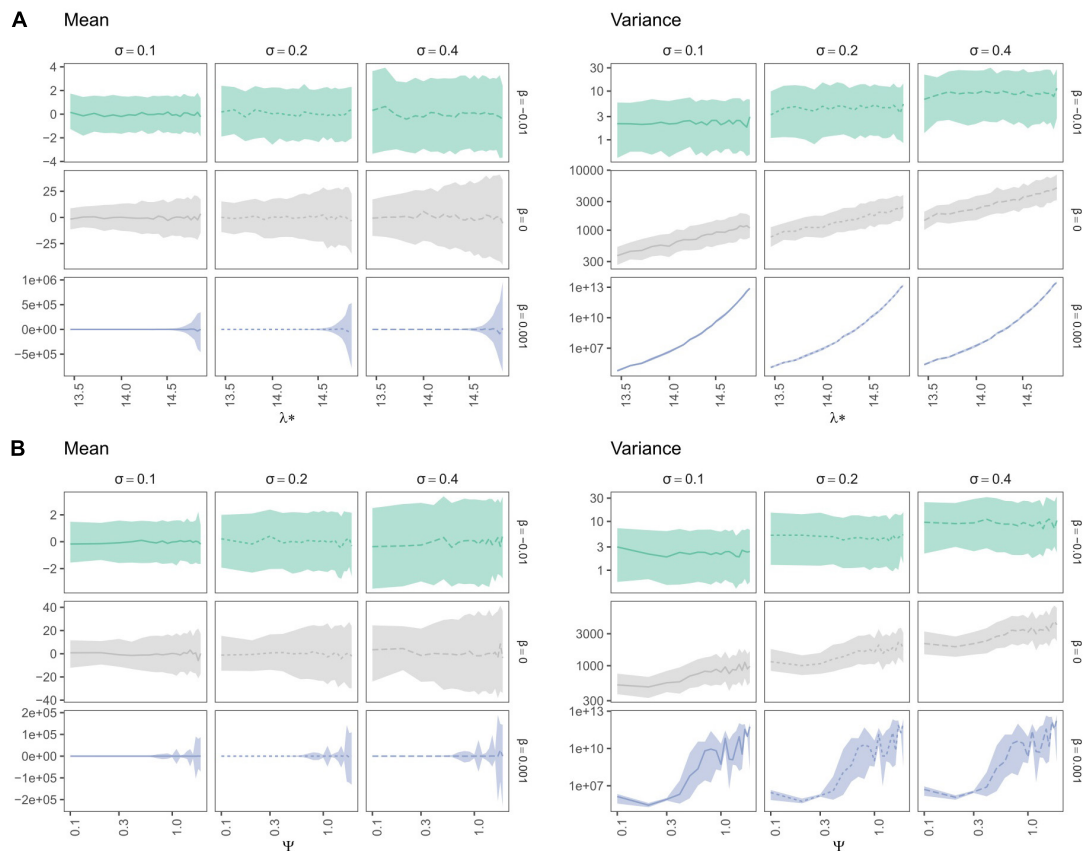 A Mean Variance
σ = 0.1 σ = 0.2 σ = 0.4 σ = 0.1 σ = 0.2 σ = 0.4
4
2
0
−2
−4
β = −0.01
30
10
3
1
β = −0.01
25
0
−25
β = 0
10000
3000
1000
300
β = 0
1e+06
5e+05
0e+00
−5e+05
β = 0.001
1e+13
1e+10
1e+07
β = 0.001
13.5 14.0 14.5 13.5 14.0 14.5 13.5 14.0 14.5 13.5 14.0 14.5 13.5 14.0 14.5 13.5 14.0 14.5
λ* λ*
B Mean Variance
σ = 0.1 σ = 0.2 σ = 0.4 σ = 0.1 σ = 0.2 σ = 0.4
2
0
−2
β = −0.01
30
10
3
1
β = −0.01
40
20
0
−20
−40
β = 0
3000
1000
300
β = 0
2e+05
1e+05
0e+00
−1e+05
−2e+05
β = 0.001
1e+13
1e+10
1e+07
β = 0.001
0.1 0.3 1.0 0.1 0.3 1.0 0.1 0.3 1.0 0.1 0.3 1.0 0.1 0.3 1.0 0.1 0.3 1.0
Ψ Ψ